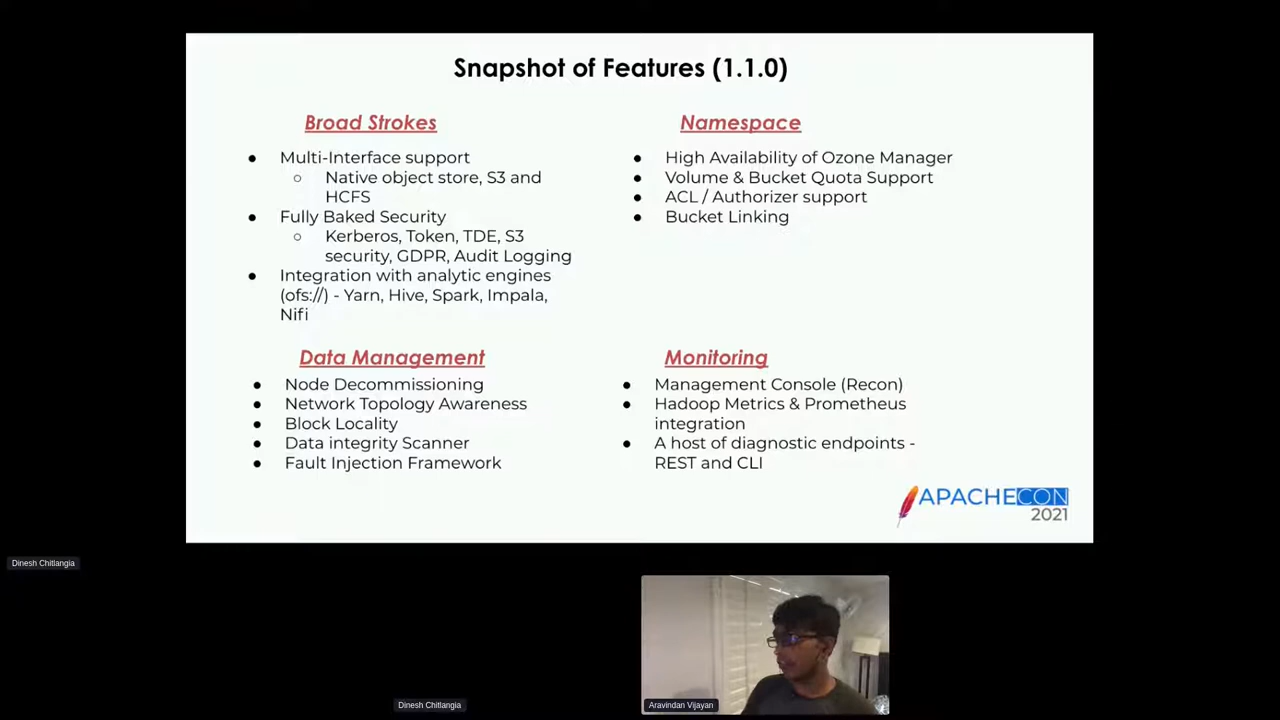 Snapshot of Features (1.1.0)
Broad Strokes
● Multi-Interface support
○ Native object store, S3 and
HCFS
● Fully Baked Security
○ Kerberos, Token, TDE, S3
security, GDPR, Audit Logging
● Integration with analytic engines
(ofs://) - Yarn, Hive, Spark, Impala,
Nifi
Namespace
● High Availability of Ozone Manager
● Volume & Bucket Quota Support
● ACL / Authorizer support
● Bucket Linking
Data Management
● Node Decommissioning
● Network Topology Awareness
● Block Locality
● Data integrity Scanner
● Fault Injection Framework
Monitoring
● Management Console (Recon)
● Hadoop Metrics & Prometheus
integration
● A host of diagnostic endpoints -
REST and CLI
APACHECON
2021
Dinesh Chitlangia
Dinesh Chitlangia
Aravindan Vijayan